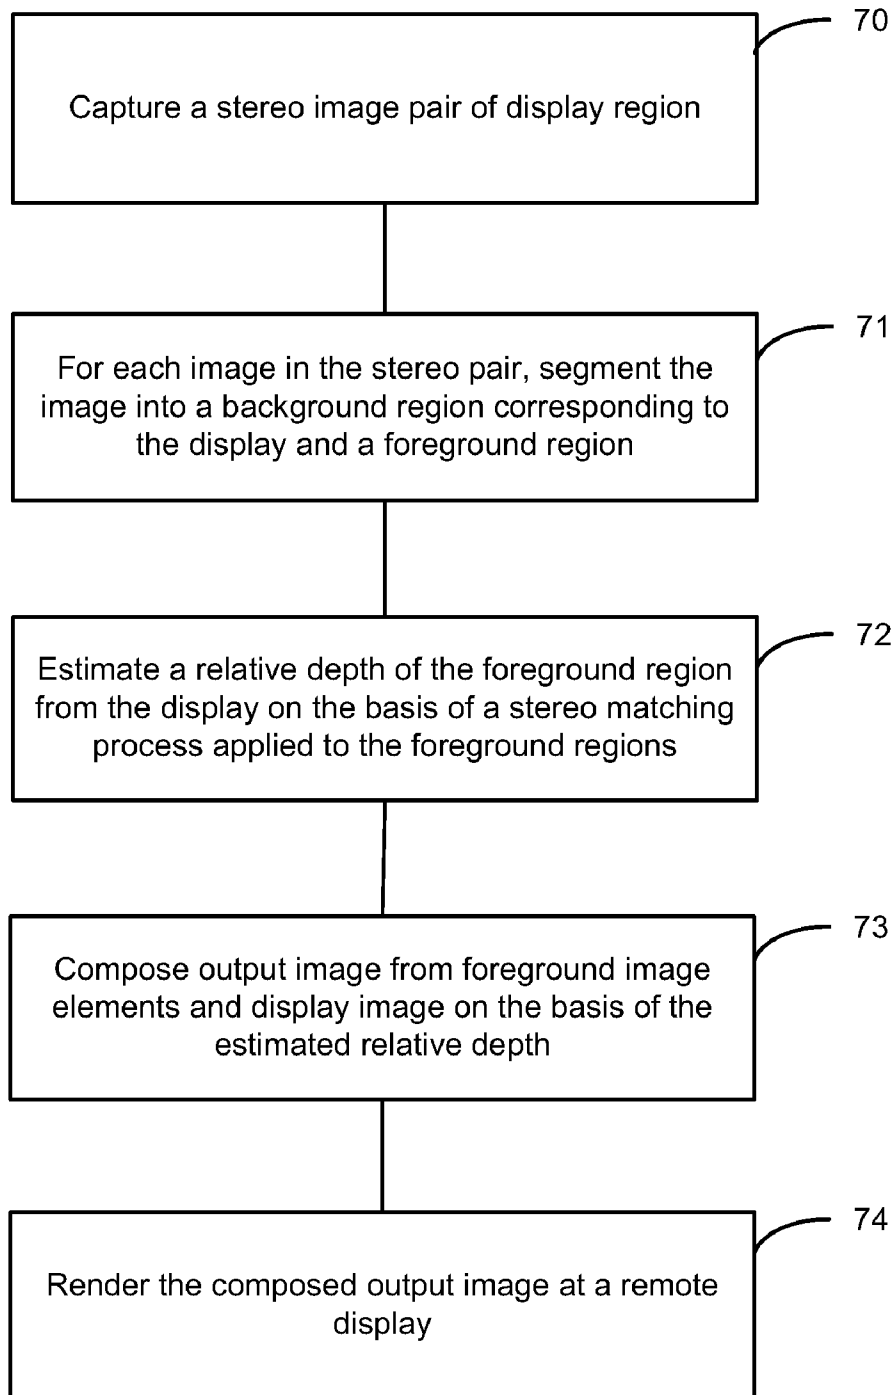 70
Capture a stereo image pair of display region
71
For each image in the stereo pair, segment the
image into a background region corresponding to
the display and a foreground region
72
Estimate a relative depth of the foreground region
from the display on the basis of a stereo matching
process applied to the foreground regions
73
Compose output image from foreground image
elements and display image on the basis of the
estimated relative depth
74
Render the composed output image at a remote
display